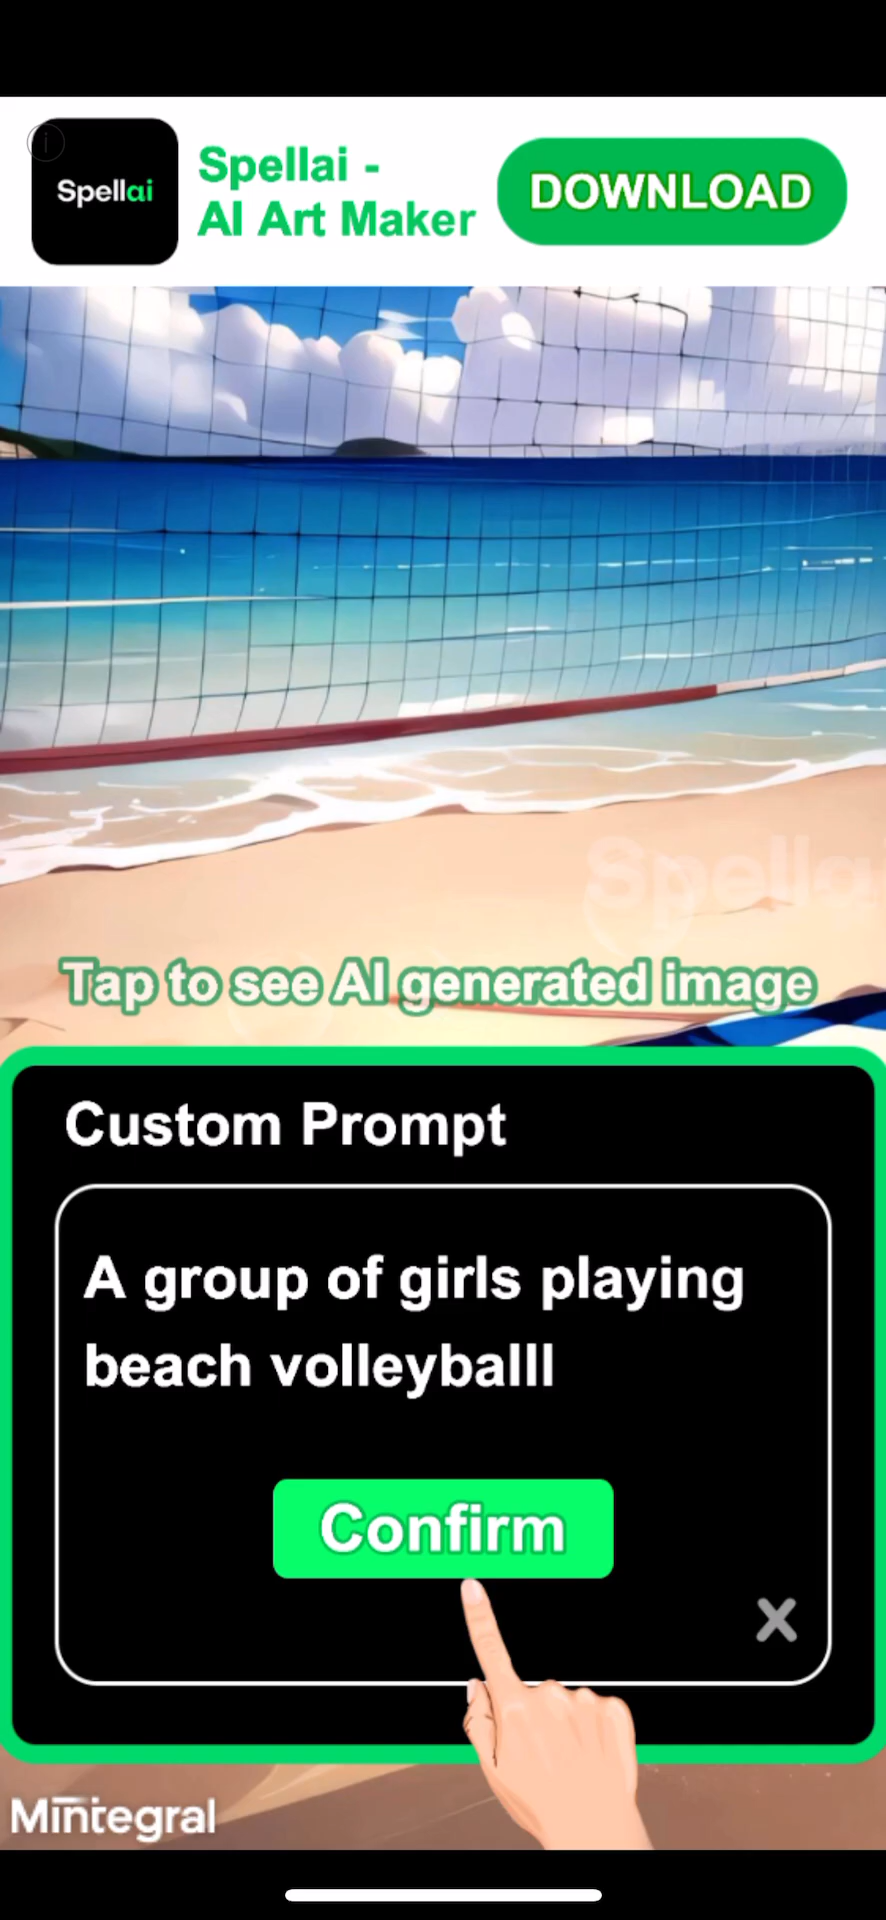 Spellai
Spellai -
AI Art Maker
DOWNLOAD
Spella
Tap to see AI generated image
Custom Prompt
A group of girls playing
beach volleyballl
Confirm
X
Mintegral